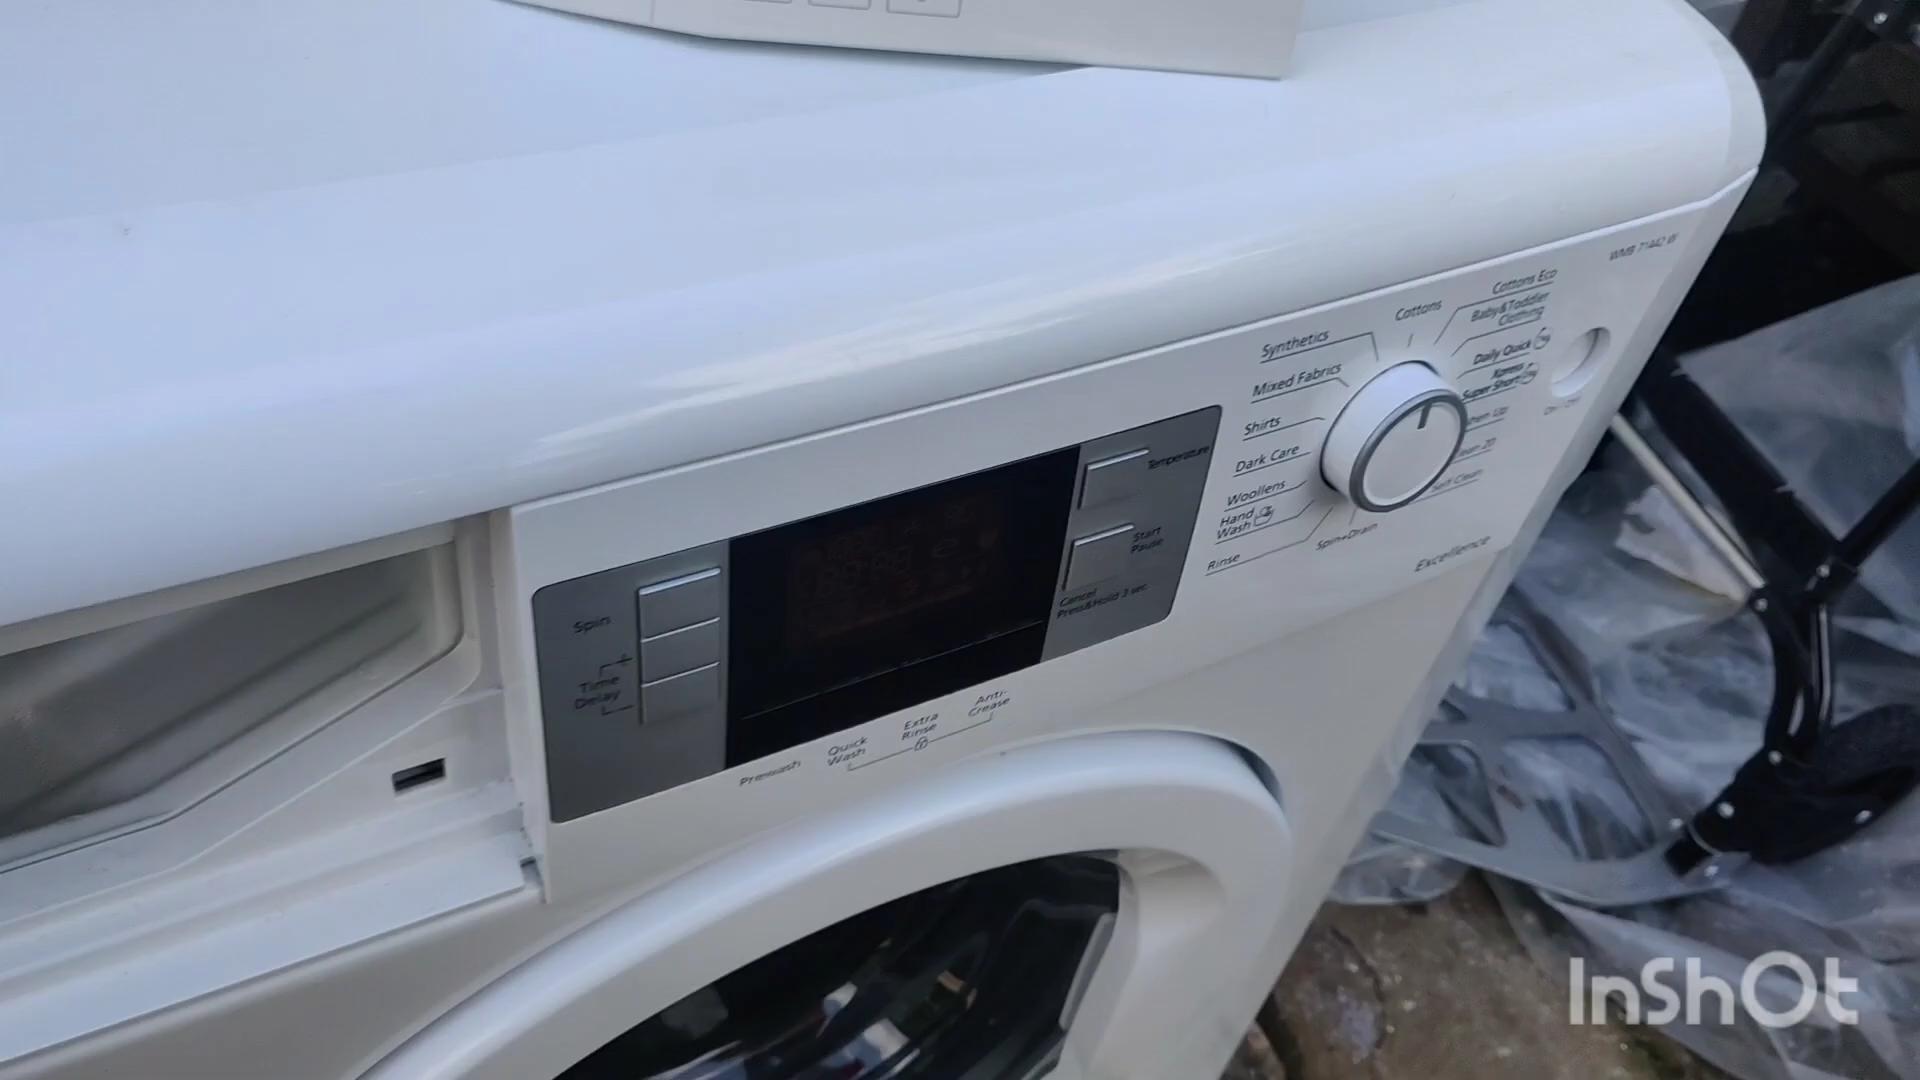 WMB 71442 W
Cottons Eco
Baby&Toddler
Clothing
Cottons
Synthetics
Daily Quick
Xpress
Super Short
Mixed Fabrics
On / Off
Shirts
Dark Care
Self Clean
Woollens
Hand
Wash
Spin+Drain
Rinse
Excellence
Temperature
Start
Pause
Cancel
Press&Hold 3 sec.
Spin
+
Time
Delay
-
Anti-
Crease
Extra
Rinse
Quick
Wash
Prewash
InShOt